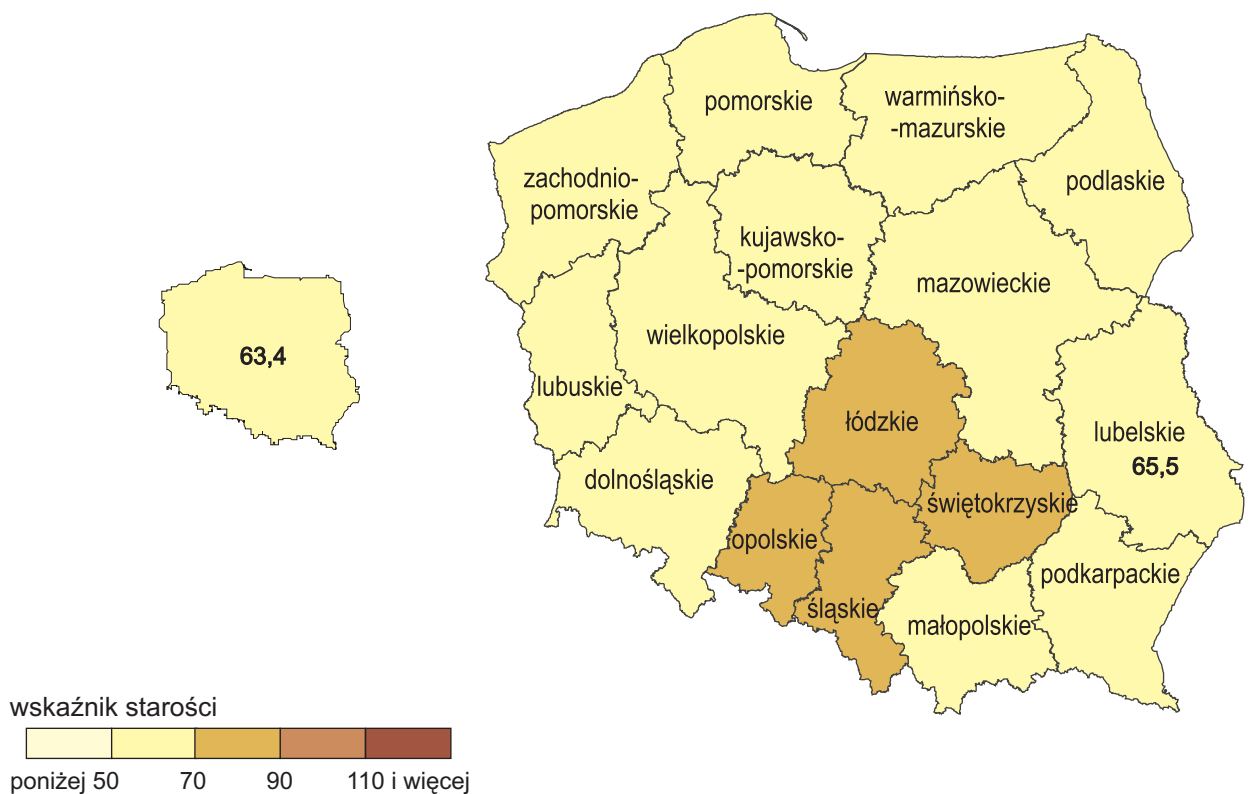 pomorskie
warmińsko-
-mazurskie
podlaskie
zachodnio-
pomorskie
kujawsko-
-pomorskie
mazowieckie
wielkopolskie
63,4
lubuskie
łódzkie
lubelskie
65,5
dolnośląskie
świętokrzyskie
opolskie
podkarpackie
śląskie
małopolskie
wskaźnik starości
poniżej 50 70 90 110 i więcej